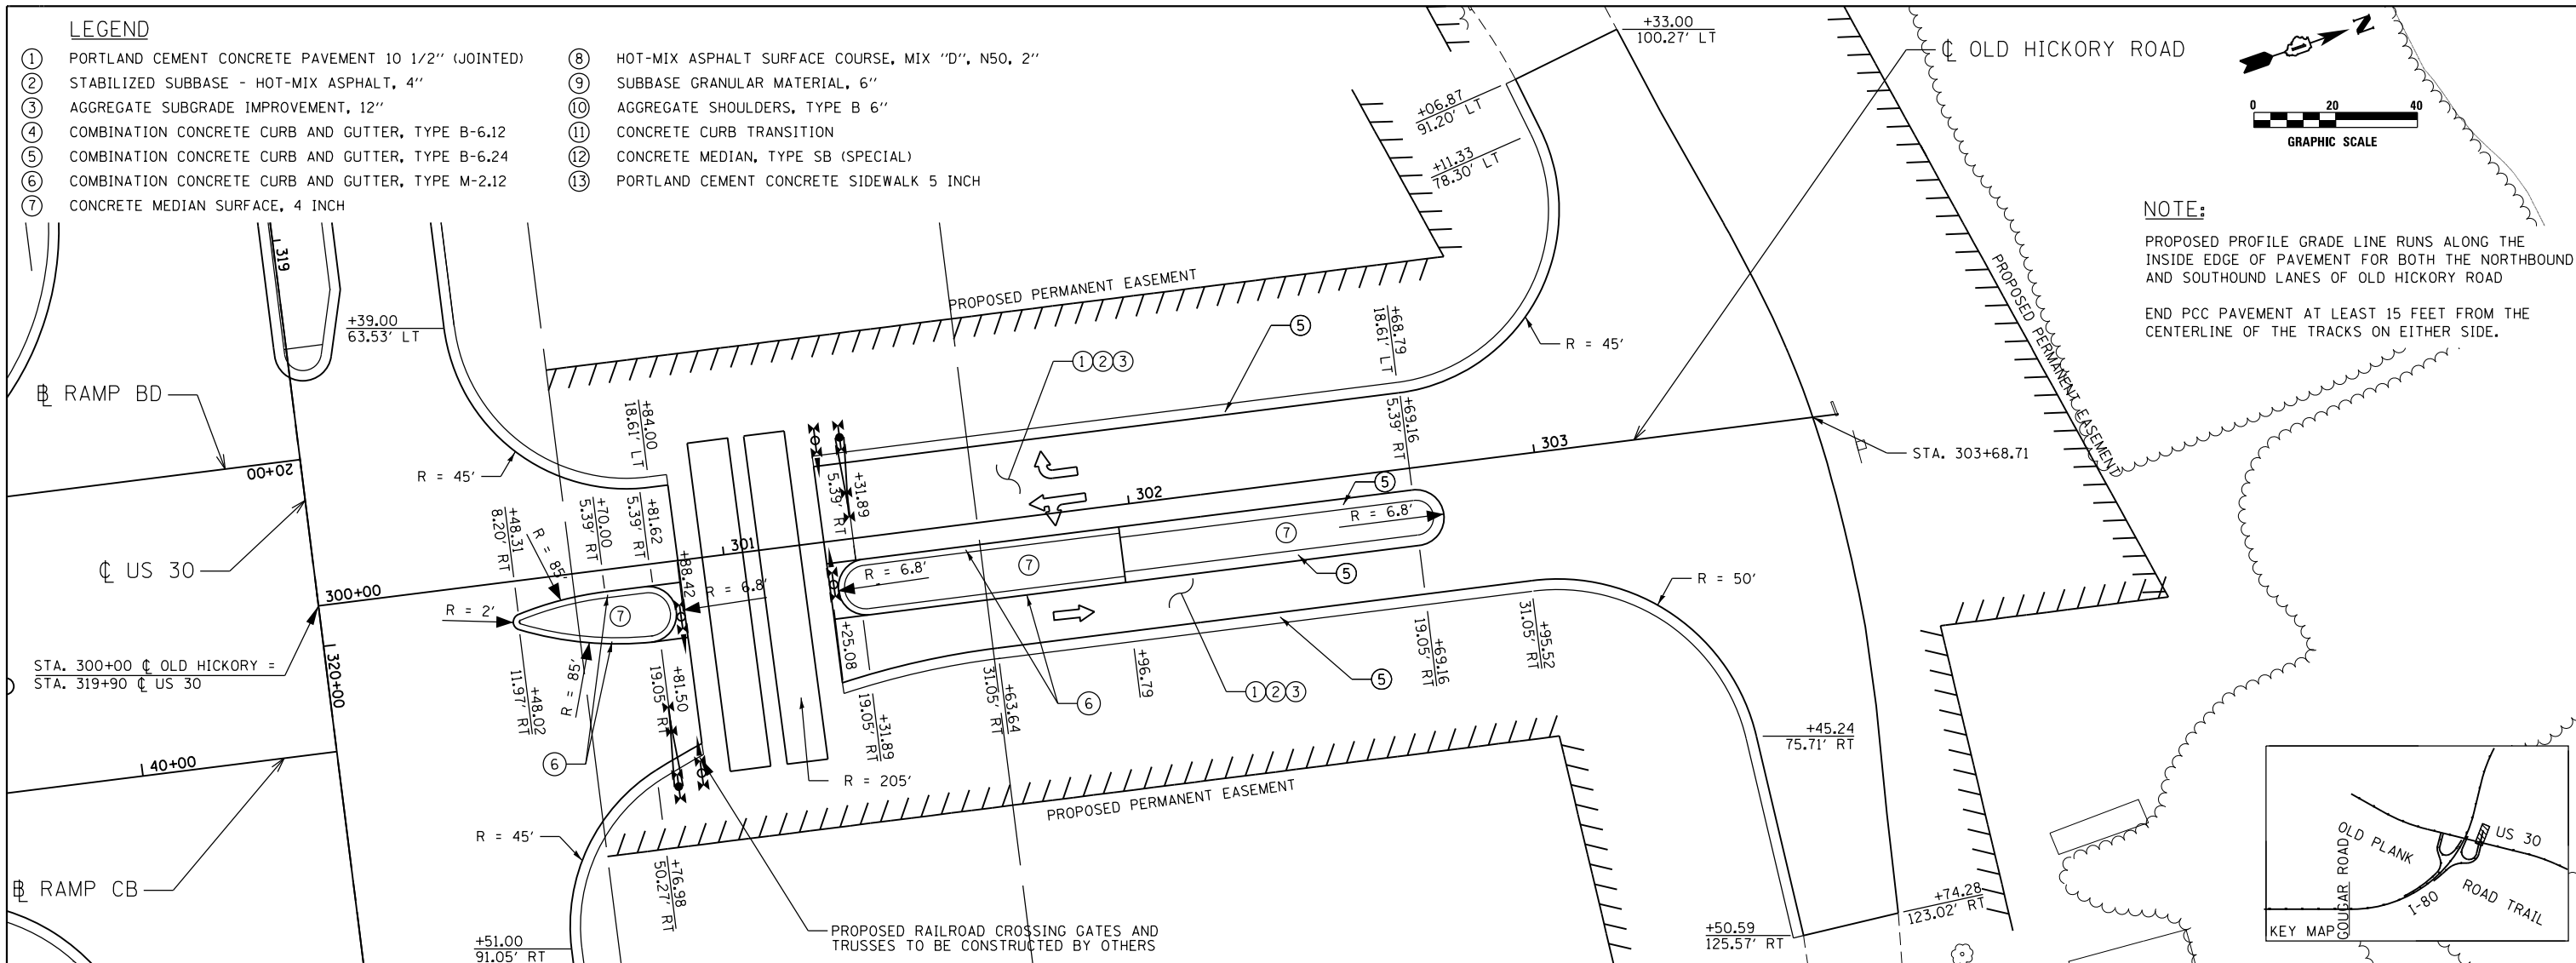 LEGEND
① PORTLAND CEMENT CONCRETE PAVEMENT 10 1/2" (JOINTED)
② STABILIZED SUBBASE - HOT-MIX ASPHALT, 4"
③ AGGREGATE SUBGRADE IMPROVEMENT, 12"
④ COMBINATION CONCRETE CURB AND GUTTER, TYPE B-6.12
⑤ COMBINATION CONCRETE CURB AND GUTTER, TYPE B-6.24
⑥ COMBINATION CONCRETE CURB AND GUTTER, TYPE M-2.12
⑦ CONCRETE MEDIAN SURFACE, 4 INCH
⑧ HOT-MIX ASPHALT SURFACE COURSE, MIX "D", N50, 2"
⑨ SUBBASE GRANULAR MATERIAL, 6"
⑩ AGGREGATE SHOULDERS, TYPE B 6"
⑪ CONCRETE CURB TRANSITION
⑫ CONCRETE MEDIAN, TYPE SB (SPECIAL)
⑬ PORTLAND CEMENT CONCRETE SIDEWALK 5 INCH
+33.00
100.27' LT
℄ OLD HICKORY ROAD
N
0 20 40
GRAPHIC SCALE
+06.87
91.20' LT
+11.33
78.30' LT
NOTE:
PROPOSED PROFILE GRADE LINE RUNS ALONG THE
INSIDE EDGE OF PAVEMENT FOR BOTH THE NORTHBOUND
AND SOUTHOUND LANES OF OLD HICKORY ROAD
END PCC PAVEMENT AT LEAST 15 FEET FROM THE
CENTERLINE OF THE TRACKS ON EITHER SIDE.
319
+39.00
63.53' LT
PROPOSED PERMANENT EASEMENT
PROPOSED PERMANENT EASEMENT
⑤
①②③
+68.79
18.61' LT
R = 45'
BL RAMP BD
20+00
R = 45'
+84.00
18.61' LT
+69.16
5.39' RT
303
STA. 303+68.71
+48.31
8.20' RT
R = 85'
+70.00
5.39' RT
+81.62
5.39' RT
+31.89
5.39' RT
302
⑤
R = 6.8'
⑦
301
+88.42
R = 6.8'
R = 6.8'
⑦
⑤
℄ US 30
300+00
R = 2'
⑦
R = 50'
STA. 300+00 ℄ OLD HICKORY =
STA. 319+90 ℄ US 30
320+00
+48.02
11.97' RT
R = 85'
+81.50
19.05' RT
+25.08
+31.89
19.05' RT
+63.64
31.05' RT
+96.79
+69.16
19.05' RT
+95.52
31.05' RT
⑥
①②③
⑤
40+00
⑥
R = 205'
+45.24
75.71' RT
PROPOSED PERMANENT EASEMENT
R = 45'
BL RAMP CB
+76.98
50.27' RT
PROPOSED RAILROAD CROSSING GATES AND
TRUSSES TO BE CONSTRUCTED BY OTHERS
+51.00
91.05' RT
+74.28
123.02' RT
+50.59
125.57' RT
US 30
OLD PLANK
ROAD TRAIL
GOUGAR ROAD
I-80
KEY MAP